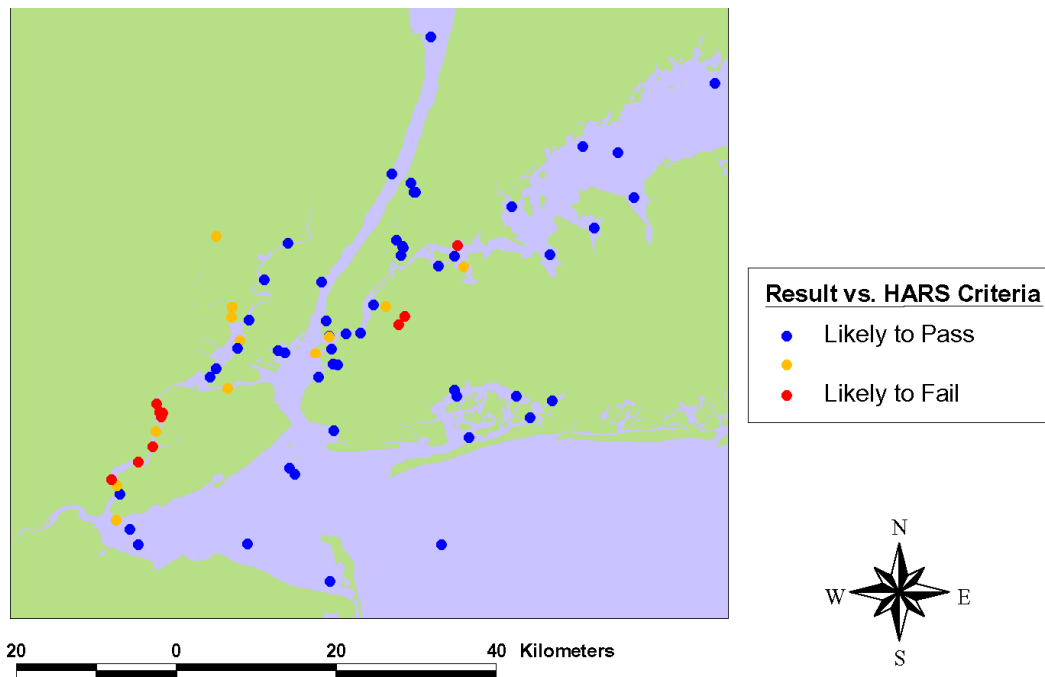 Result vs. HARS Criteria
Likely to Pass
Likely to Fail
N
W E
S
20 0 20 40 Kilometers